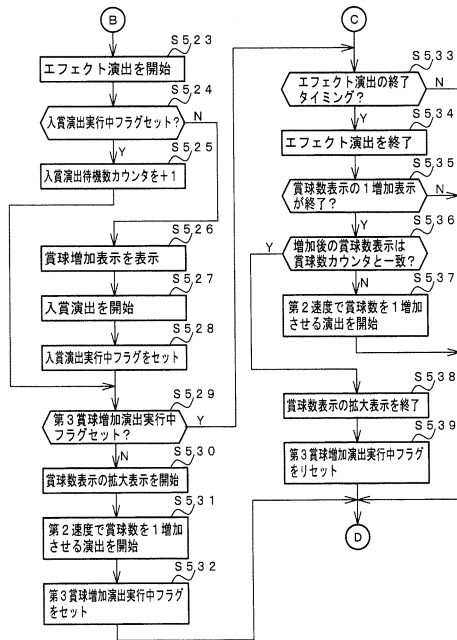 B
S523
エフェクト演出を開始
S524
入賞演出実行中フラグセット?
N
Y
S525
入賞演出待機数カウンタを+1
S526
賞球増加表示を表示
S527
入賞演出を開始
S528
入賞演出実行中フラグをセット
S529
第3賞球増加演出実行中
フラグセット?
Y
N
S530
賞球数表示の拡大表示を開始
S531
第2速度で賞球数を1増加
させる演出を開始
S532
第3賞球増加演出実行中フラグ
をセット
C
S533
エフェクト演出の終了
タイミング?
N
Y
S534
エフェクト演出を終了
S535
賞球数表示の1増加表示
が終了?
N
Y
S536
増加後の賞球数表示は
賞球数カウンタと一致?
Y
N
S537
第2速度で賞球数を1増加
させる演出を開始
S538
賞球数表示の拡大表示を終了
S539
第3賞球増加演出実行中フラグ
をリセット
D